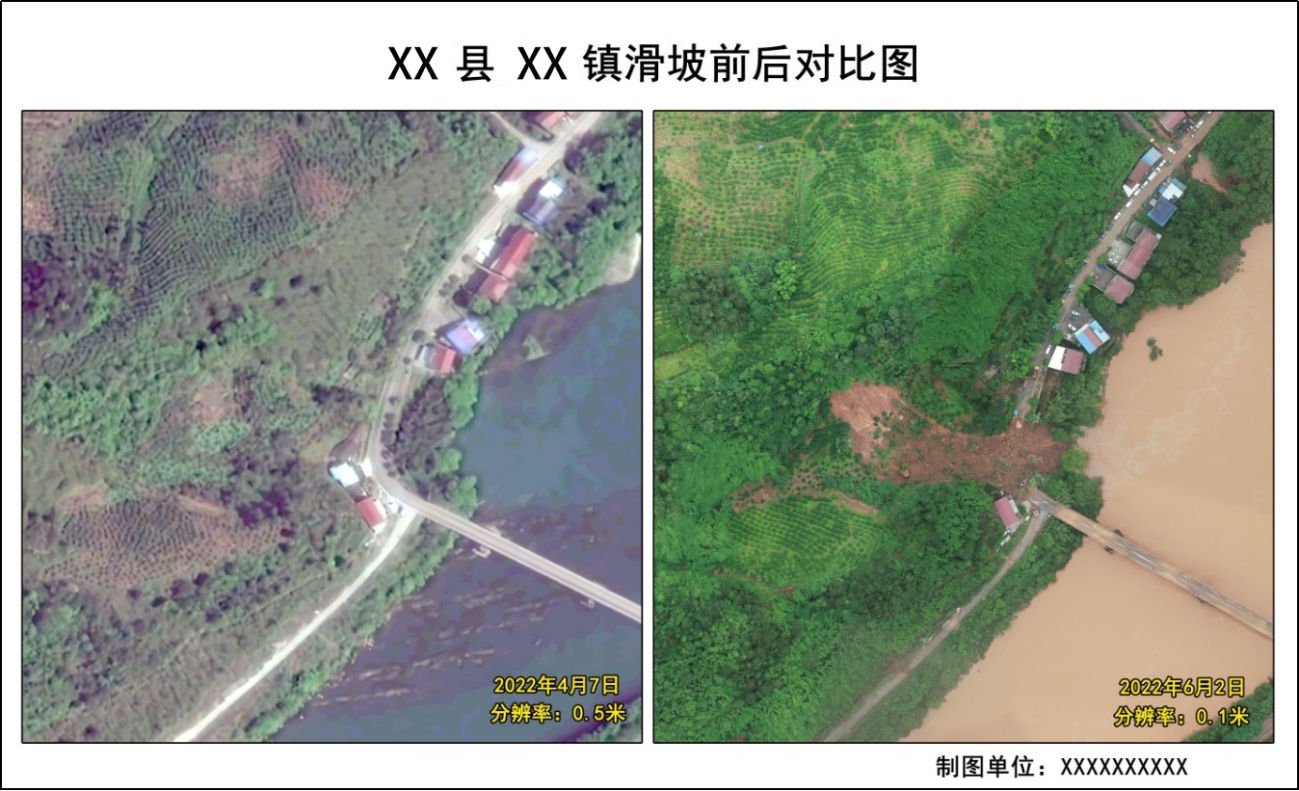 XX 县 XX 镇滑坡前后对比图
2022年4月7日
分辨率：0.5米
2022年6月2日
分辨率：0.1米
制图单位：XXXXXXXXXX